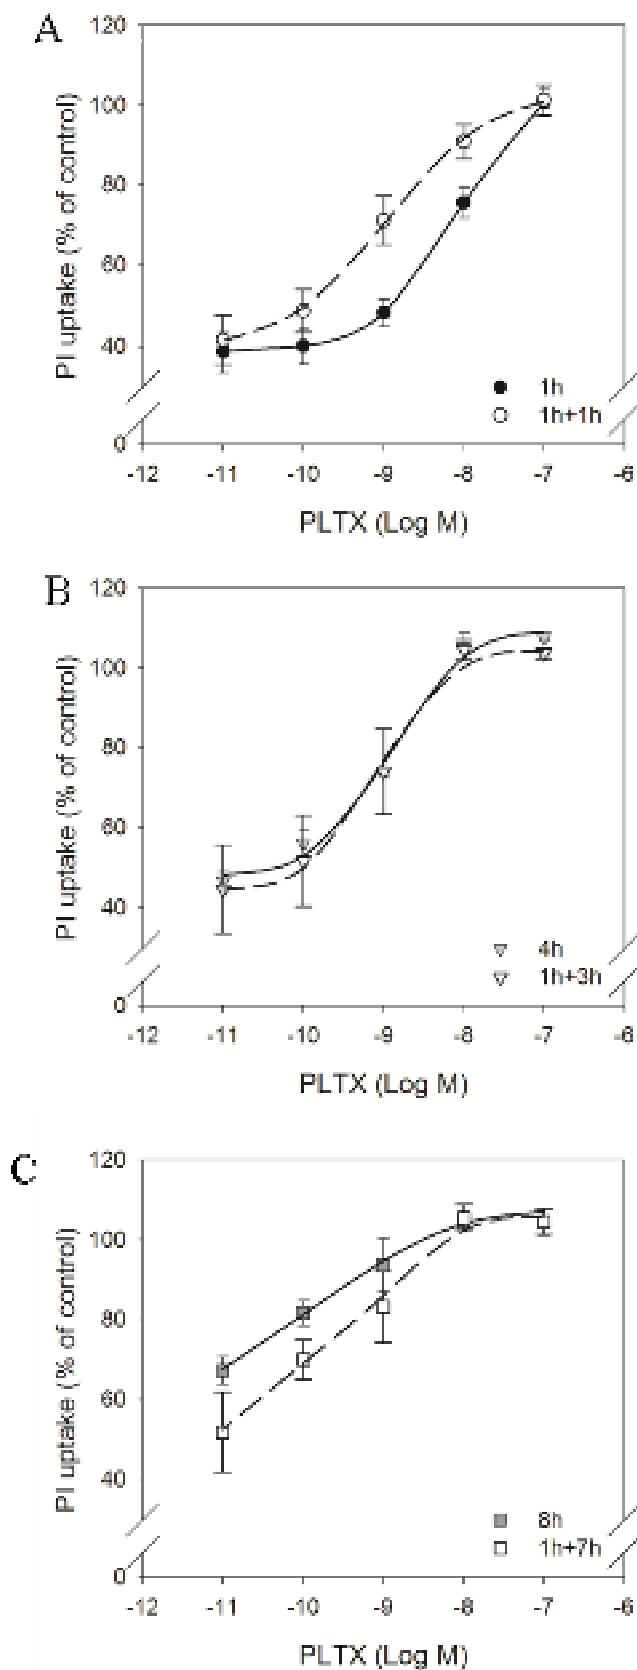 A
120
100
80
60
40
0
PI uptake (% of control)
1h
1h+1h
-12 -11 -10 -9 -8 -7 -6
PLTX (Log M)
B
120
100
80
60
40
0
PI uptake (% of control)
4h
1h+3h
-12 -11 -10 -9 -8 -7 -6
PLTX (Log M)
C
120
100
80
60
40
0
PI uptake (% of control)
8h
1h+7h
-12 -11 -10 -9 -8 -7 -6
PLTX (Log M)